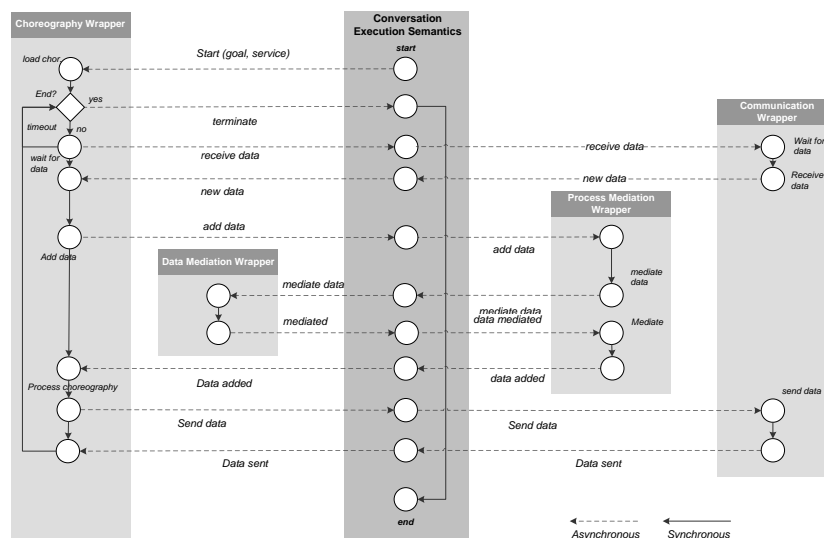 Choreography Wrapper
Conversation
Execution Semantics
start
load chor.
Start (goal, service)
End?
yes
terminate
timeout
no
Communication
Wrapper
wait for
data
receive data
receive data
Wait for
data
new data
new data
Receive
data
Process Mediation
Wrapper
add data
add data
Add data
Data Mediation Wrapper
mediate data
mediate
data
mediate data
mediated
data mediated
Mediate
Data added
data added
Process choreography
send data
Send data
Send data
Data sent
Data sent
end
Asynchronous
Synchronous